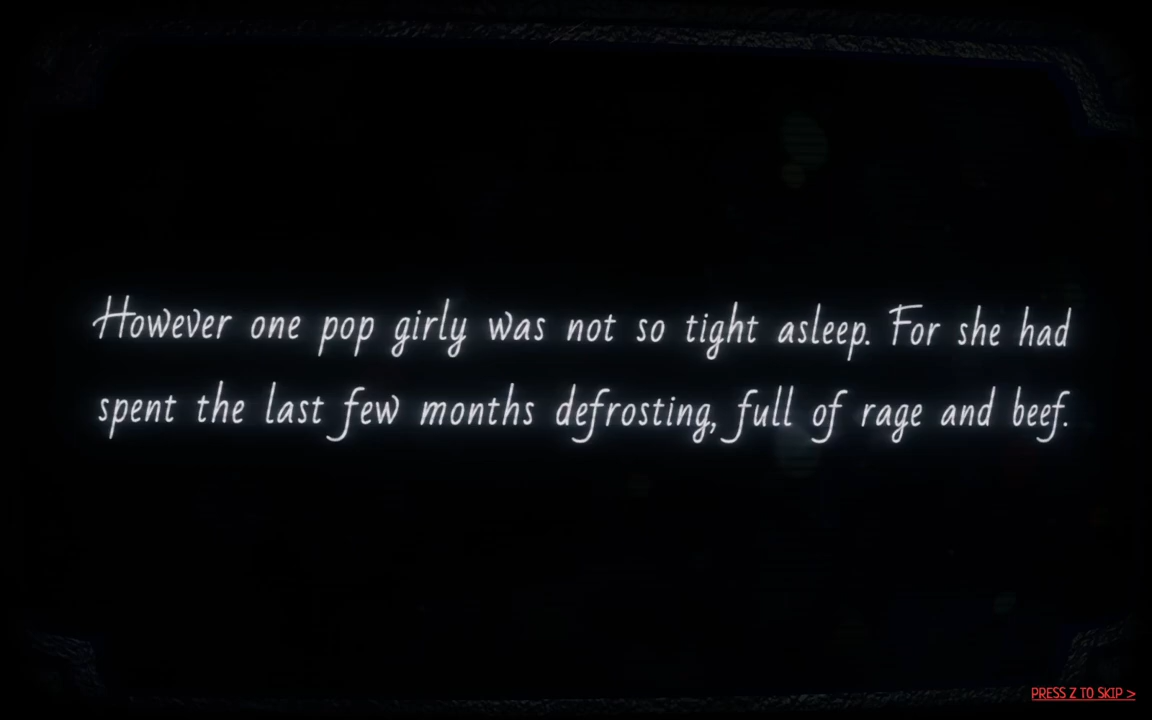 However one pop girly was not so tight asleep. For she had
spent the last few months defrosting, full of rage and beef.
PRESS Z TO SKIP >